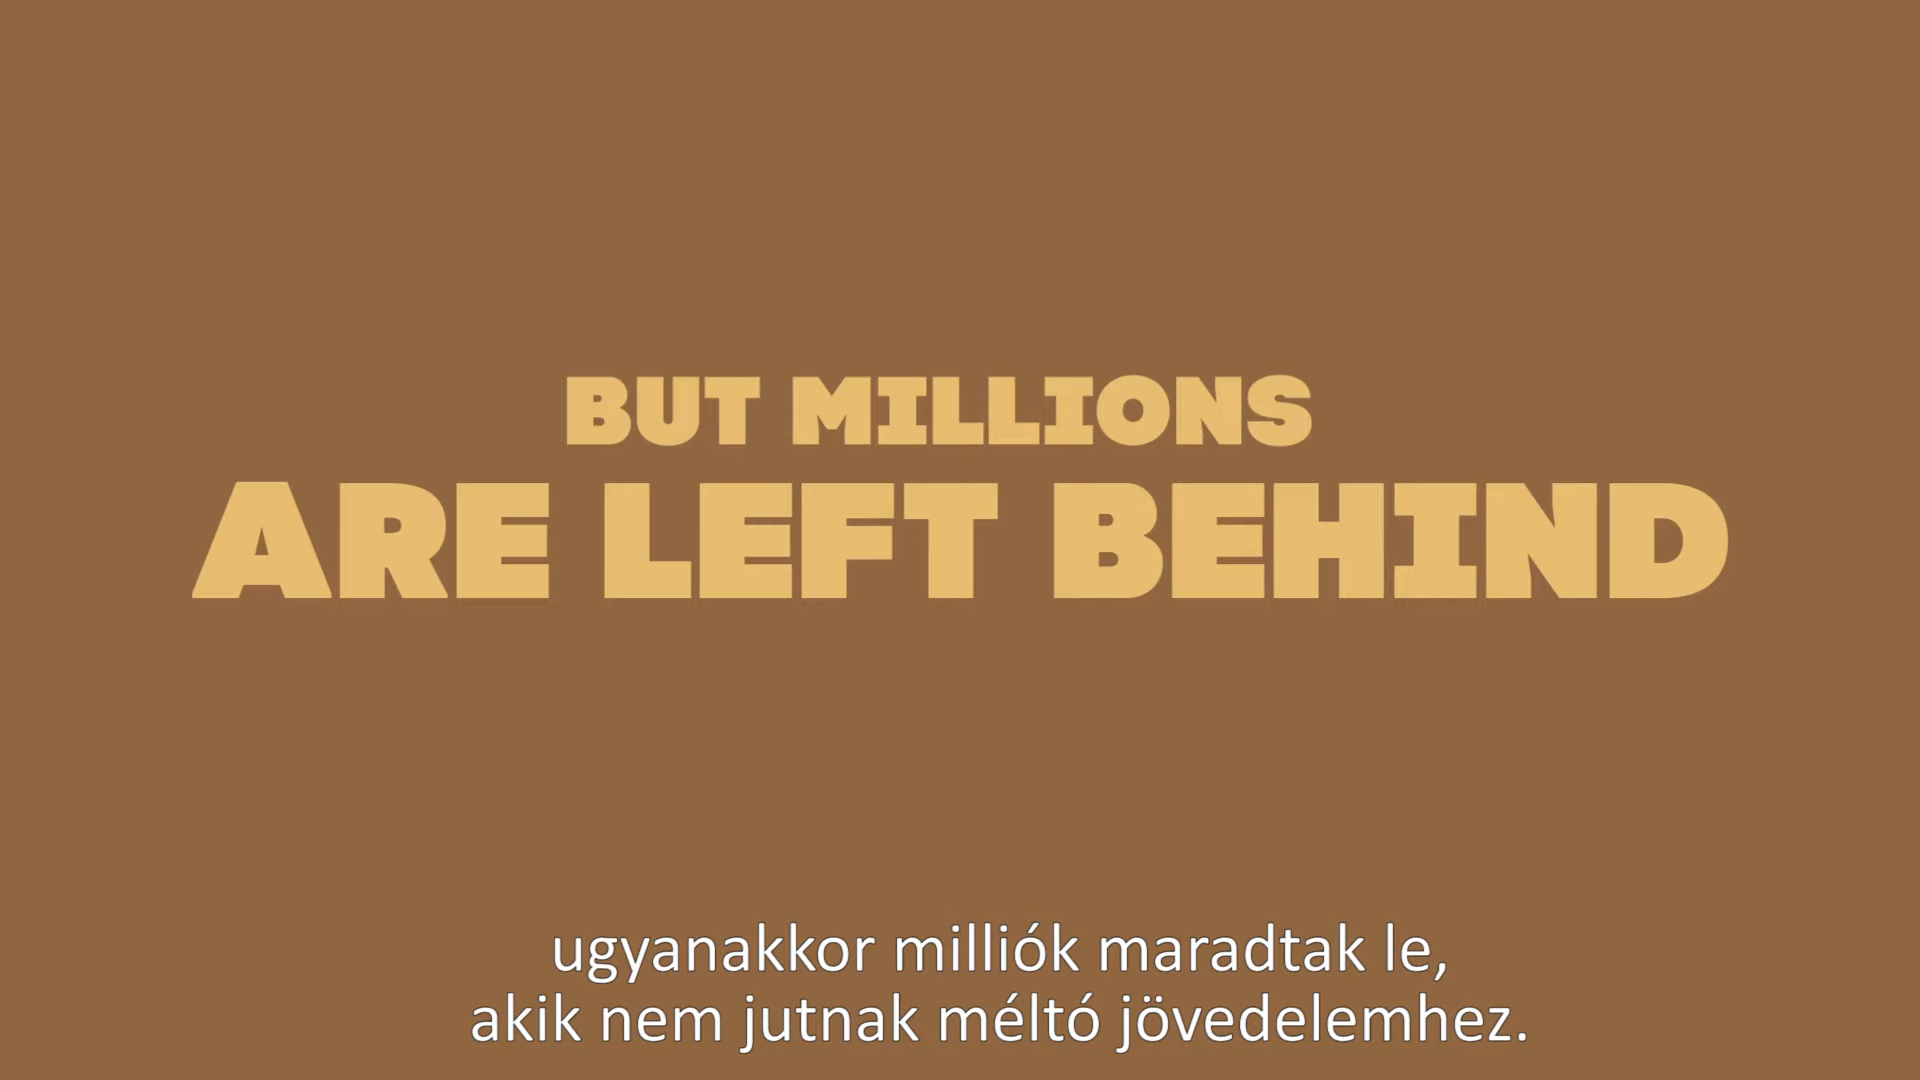 BUT MILLIONS
ARE LEFT BEHIND
ugyanakkor milliók maradtak le,
akik nem jutnak méltó jövedelemhez.